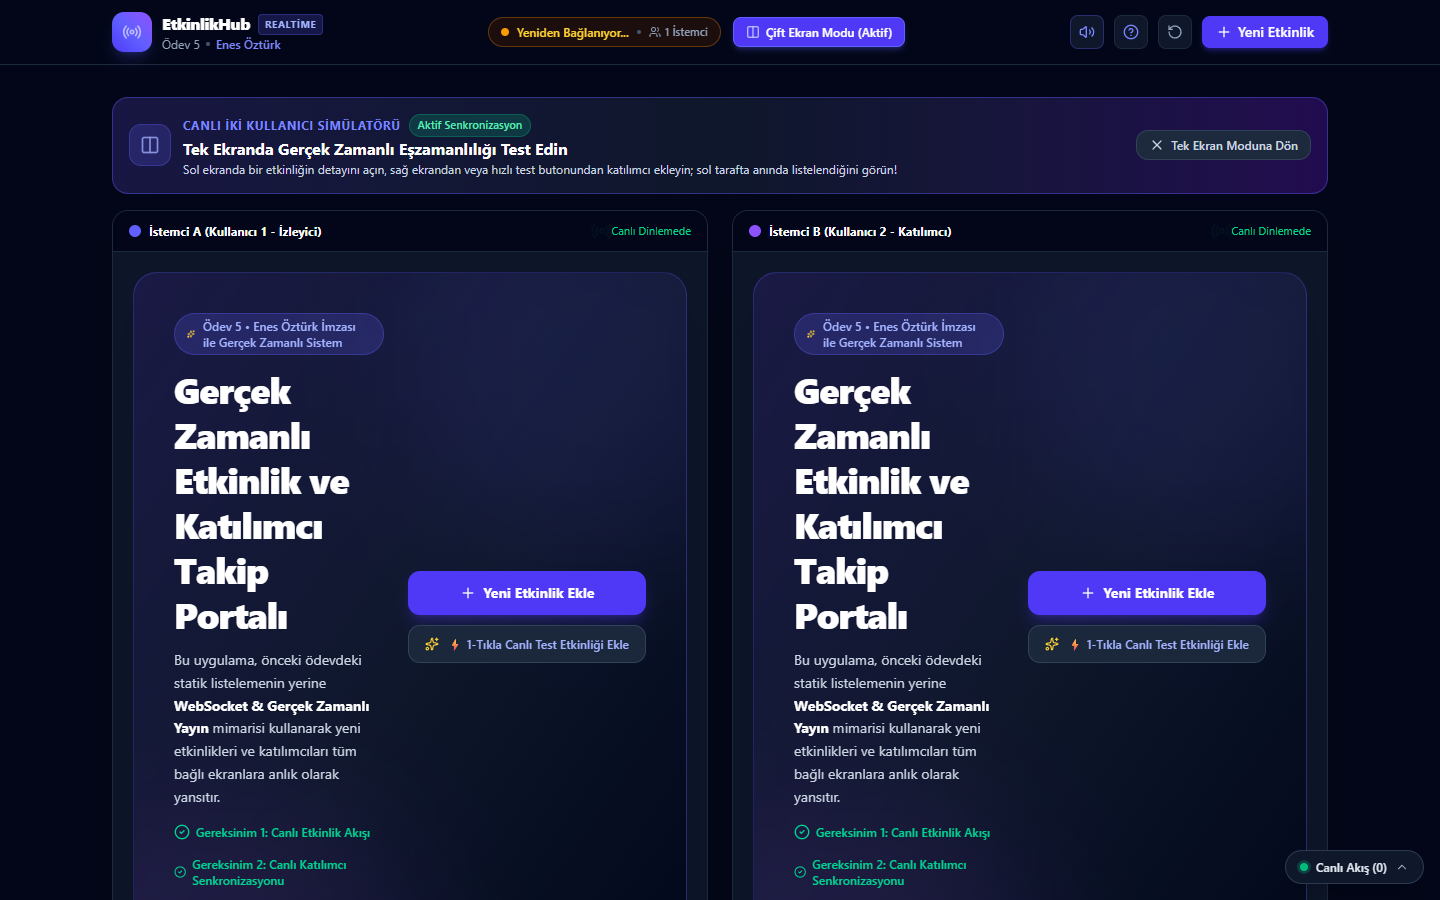 EtkinlikHub REALTIME
Ödev 5 • Enes Öztürk
Yeniden Bağlanıyor... • 1 İstemci
Çift Ekran Modu (Aktif)
Yeni Etkinlik
CANLI İKİ KULLANICI SİMÜLATÖRÜ Aktif Senkronizasyon
Tek Ekranda Gerçek Zamanlı Eşzamanlılığı Test Edin
Sol ekranda bir etkinliğin detayını açın, sağ ekrandan veya hızlı test butonundan katılımcı ekleyin; sol tarafta anında listelendiğini görün!
Tek Ekran Moduna Dön
İstemci A (Kullanıcı 1 - İzleyici)
Canlı Dinlemede
Ödev 5 • Enes Öztürk İmzası
ile Gerçek Zamanlı Sistem
Gerçek
Zamanlı
Etkinlik ve
Katılımcı
Takip
Portalı
Bu uygulama, önceki ödevdeki
statik listelemenin yerine
WebSocket & Gerçek Zamanlı
Yayın mimarisi kullanarak yeni
etkinlikleri ve katılımcıları tüm
bağlı ekranlara anlık olarak
yansıtır.
Gereksinim 1: Canlı Etkinlik Akışı
Gereksinim 2: Canlı Katılımcı
Senkronizasyonu
Yeni Etkinlik Ekle
1-Tıkla Canlı Test Etkinliği Ekle
İstemci B (Kullanıcı 2 - Katılımcı)
Canlı Dinlemede
Ödev 5 • Enes Öztürk İmzası
ile Gerçek Zamanlı Sistem
Gerçek
Zamanlı
Etkinlik ve
Katılımcı
Takip
Portalı
Bu uygulama, önceki ödevdeki
statik listelemenin yerine
WebSocket & Gerçek Zamanlı
Yayın mimarisi kullanarak yeni
etkinlikleri ve katılımcıları tüm
bağlı ekranlara anlık olarak
yansıtır.
Gereksinim 1: Canlı Etkinlik Akışı
Gereksinim 2: Canlı Katılımcı
Senkronizasyonu
Yeni Etkinlik Ekle
1-Tıkla Canlı Test Etkinliği Ekle
Canlı Akış (0)